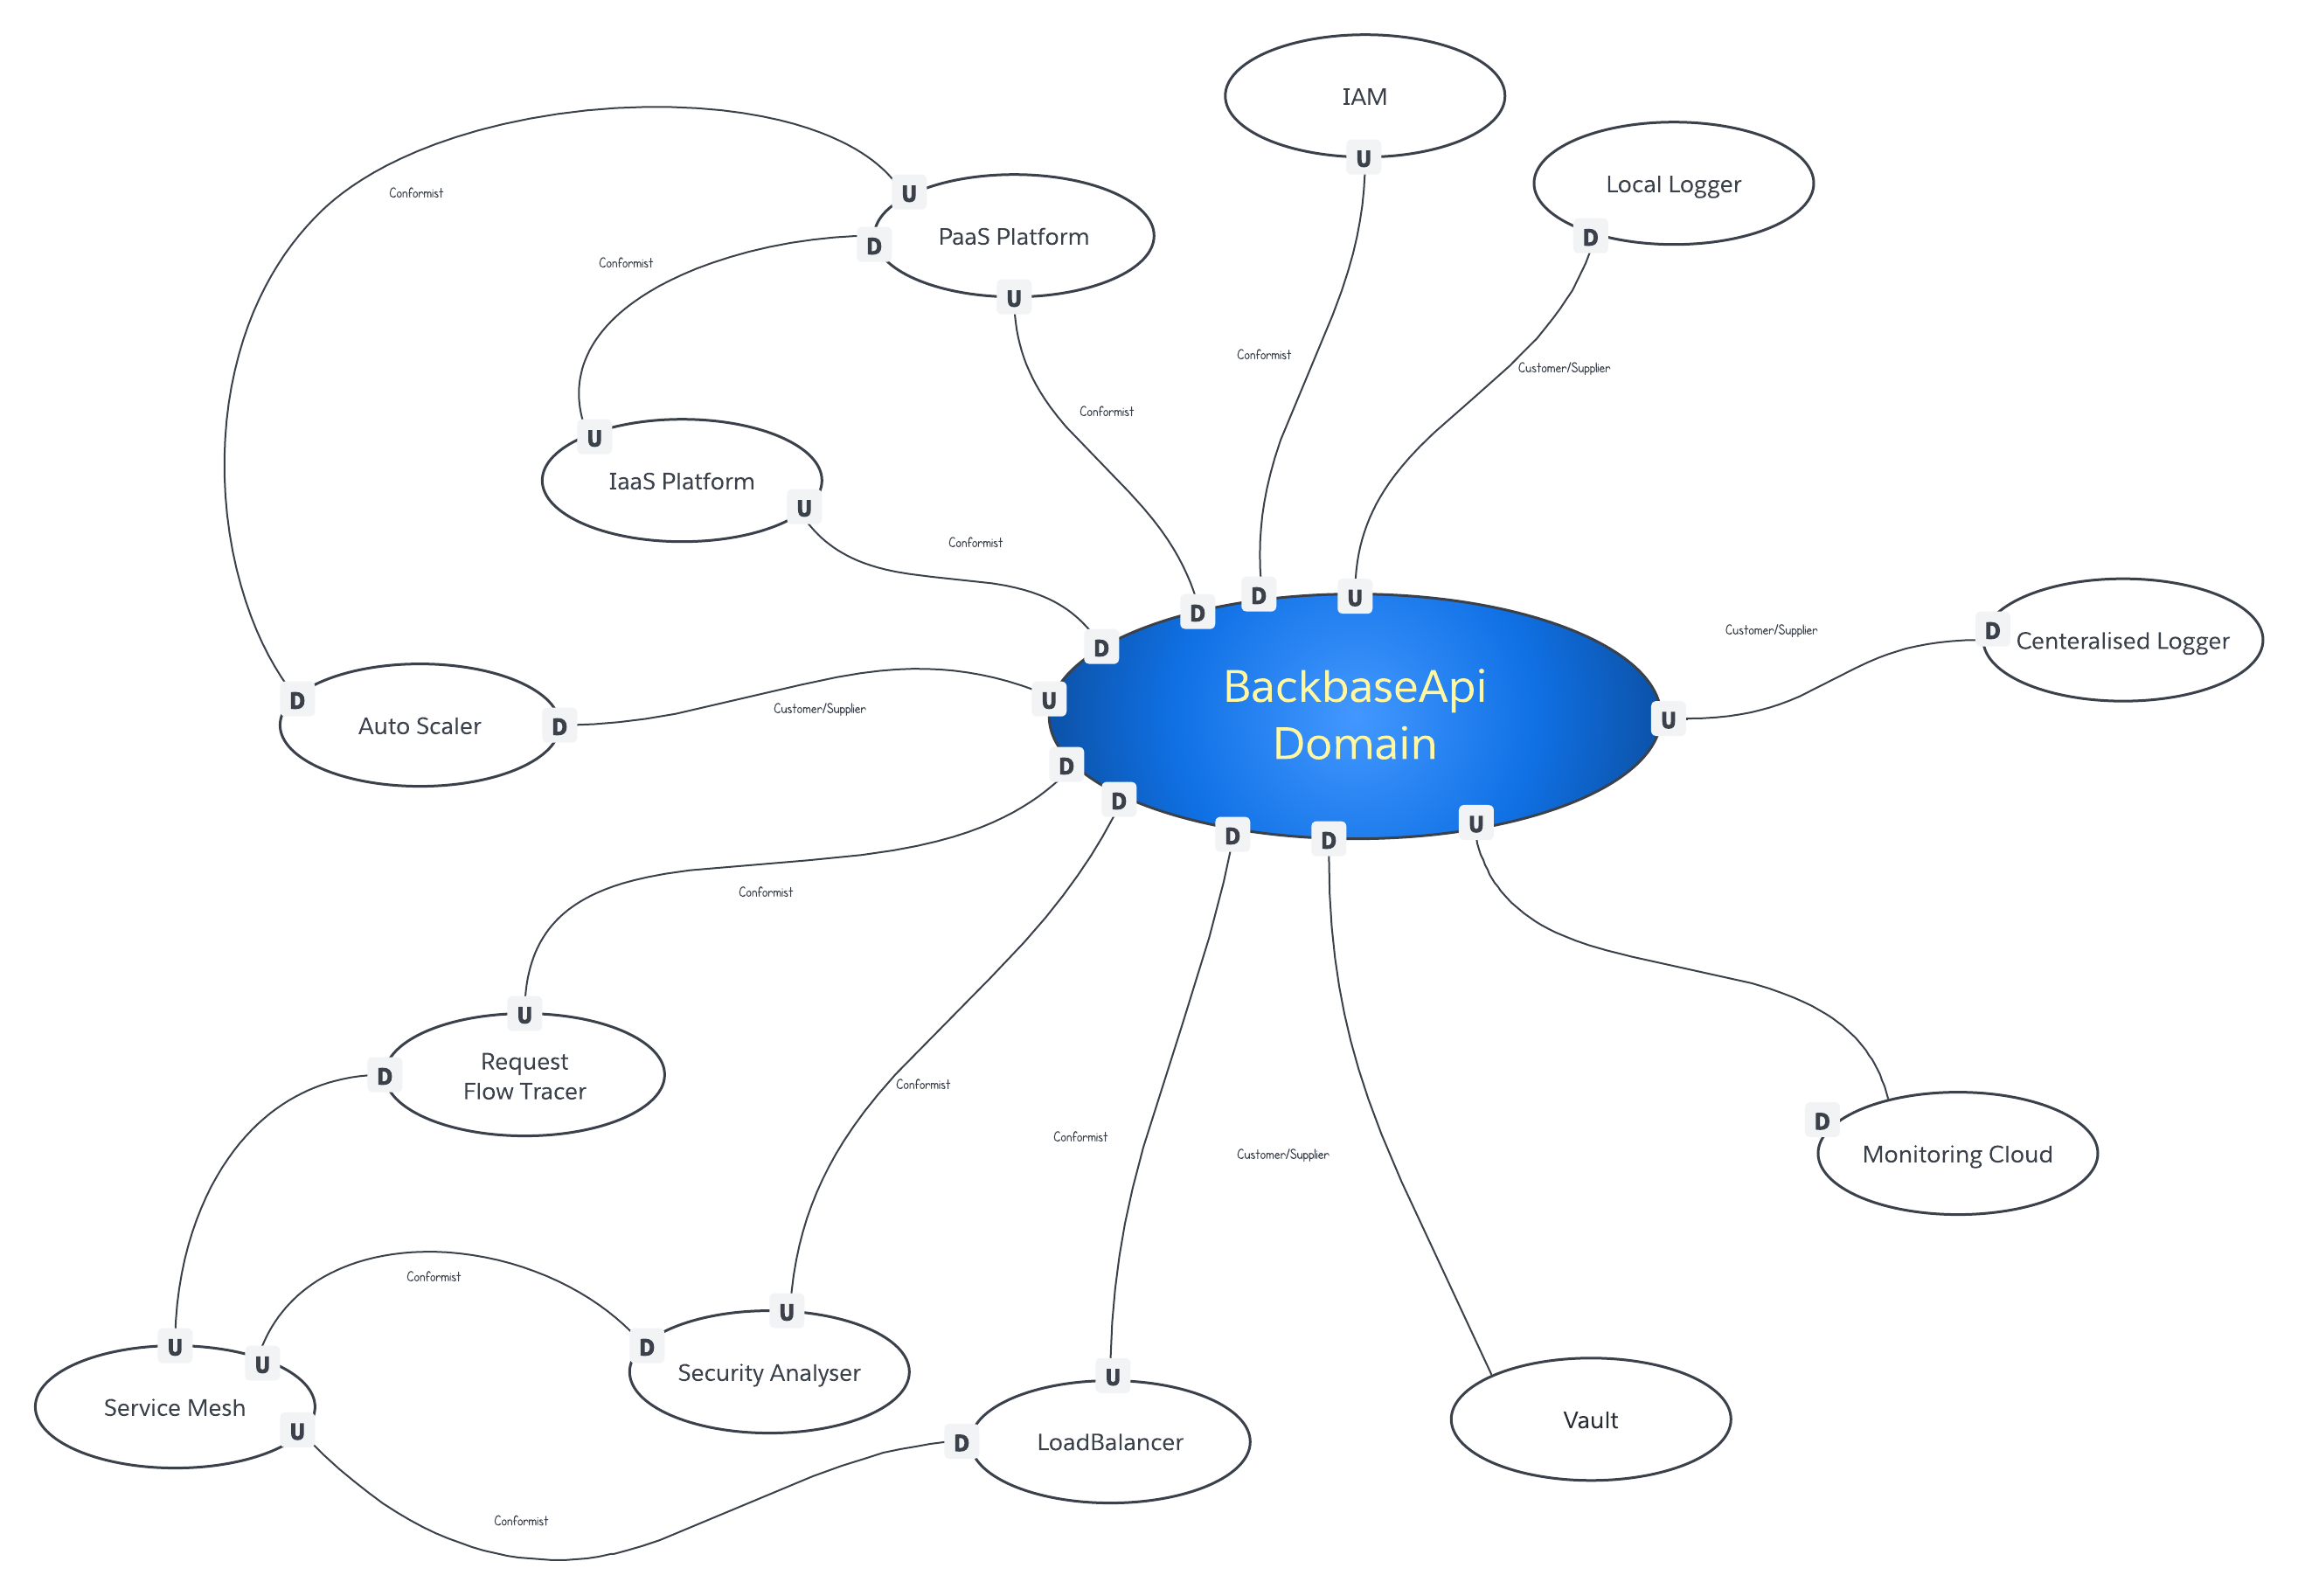 IAM
U
Local Logger
D
Conformist
U
PaaS Platform
D
Conformist
U
Conformist
Customer/Supplier
Conformist
U
IaaS Platform
U
Conformist
D
D
U
D
Customer/Supplier
D
Centeralised Logger
BackbaseApi
Domain
U
U
D
Auto Scaler
D
Customer/Supplier
D
D
D
D
U
Conformist
U
Request
Flow Tracer
D
Conformist
D
Monitoring Cloud
Conformist
Customer/Supplier
Conformist
U
U
U
Service Mesh
U
D
Security Analyser
U
D
LoadBalancer
Vault
Conformist